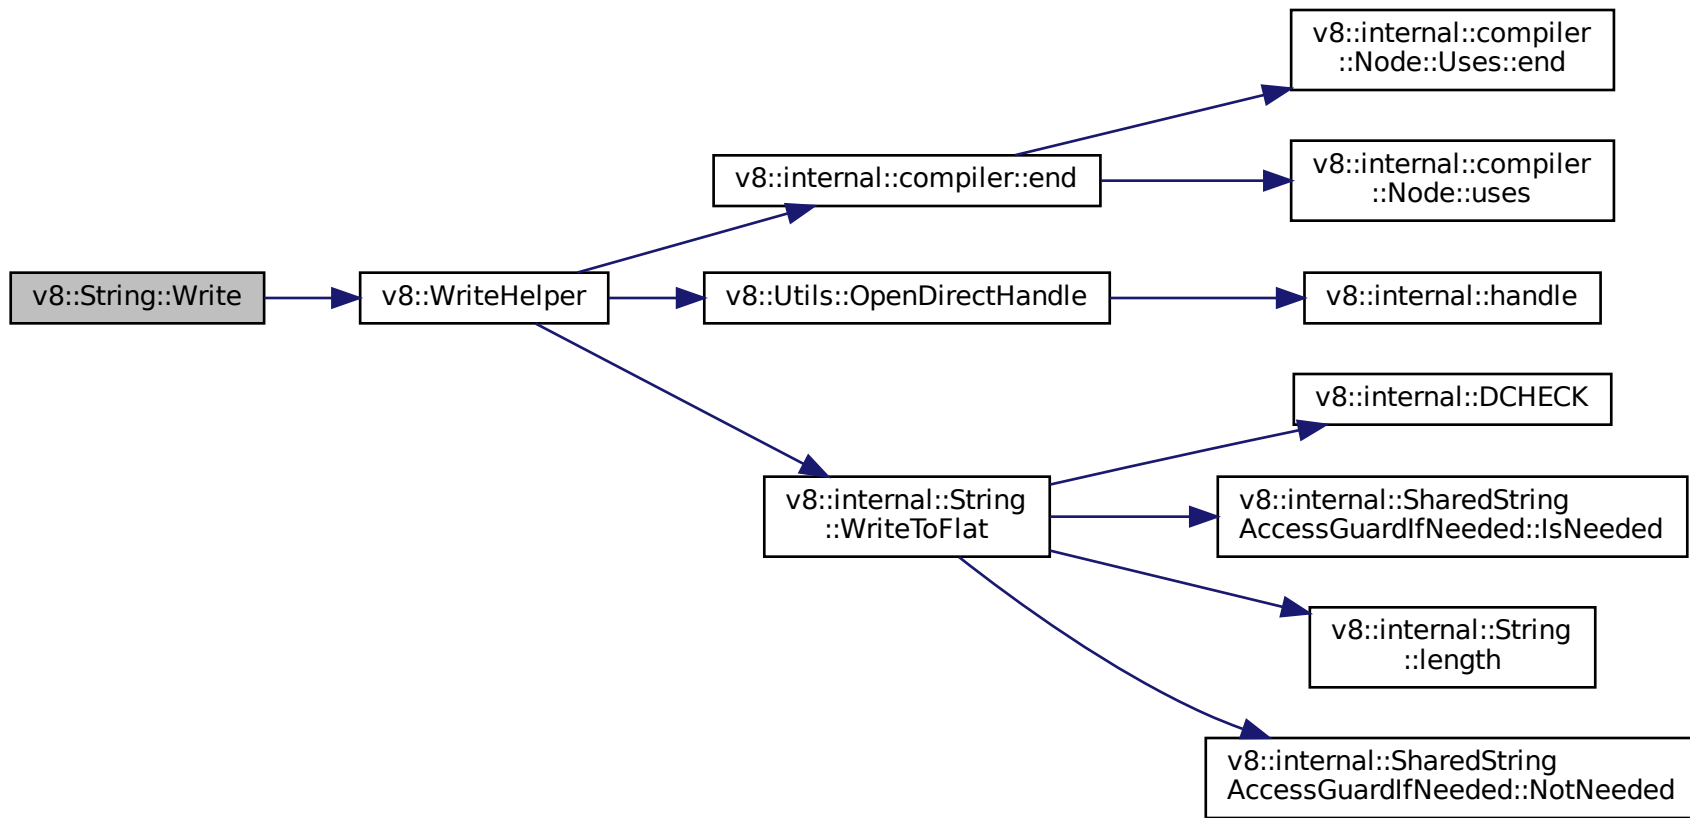 v8::String::Write
v8::WriteHelper
v8::internal::compiler::end
v8::internal::compiler
::Node::Uses::end
v8::internal::compiler
::Node::uses
v8::Utils::OpenDirectHandle
v8::internal::handle
v8::internal::String
::WriteToFlat
v8::internal::DCHECK
v8::internal::SharedString
AccessGuardIfNeeded::IsNeeded
v8::internal::String
::length
v8::internal::SharedString
AccessGuardIfNeeded::NotNeeded